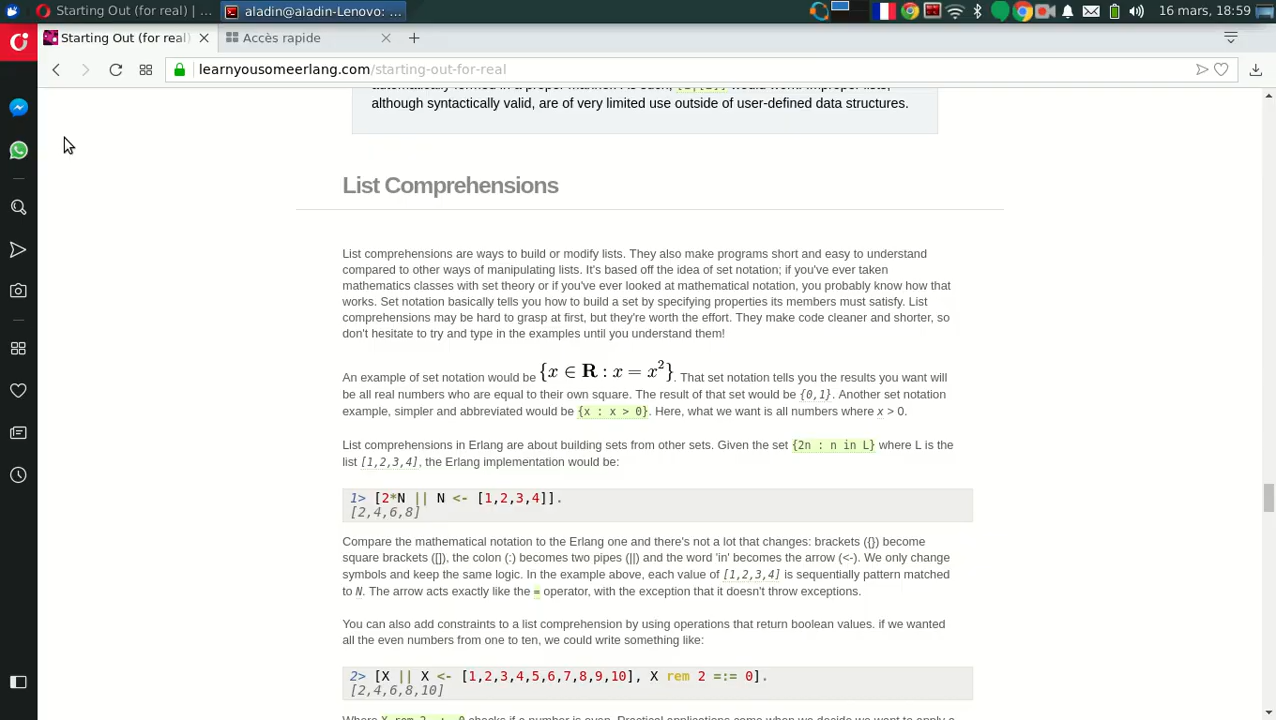 Starting Out (for real) | ...
aladin@aladin-Lenovo: ...
16 mars, 18:59
Starting Out (for real)
Accès rapide
learnyousomeerlang.com/starting-out-for-real
although syntactically valid, are of very limited use outside of user-defined data structures.
List Comprehensions
List comprehensions are ways to build or modify lists. They also make programs short and easy to understand
compared to other ways of manipulating lists. It's based off the idea of set notation; if you've ever taken
mathematics classes with set theory or if you've ever looked at mathematical notation, you probably know how that
works. Set notation basically tells you how to build a set by specifying properties its members must satisfy. List
comprehensions may be hard to grasp at first, but they're worth the effort. They make code cleaner and shorter, so
don't hesitate to try and type in the examples until you understand them!
An example of set notation would be {x ∈ R : x = x²}. That set notation tells you the results you want will
be all real numbers who are equal to their own square. The result of that set would be {0,1}. Another set notation
example, simpler and abbreviated would be {x : x > 0}. Here, what we want is all numbers where x > 0.
List comprehensions in Erlang are about building sets from other sets. Given the set {2n : n in L} where L is the
list [1,2,3,4], the Erlang implementation would be:
1> [2*N || N <- [1,2,3,4]].
[2,4,6,8]
Compare the mathematical notation to the Erlang one and there's not a lot that changes: brackets ({}) become
square brackets ([]), the colon (:) becomes two pipes (||) and the word 'in' becomes the arrow (<-). We only change
symbols and keep the same logic. In the example above, each value of [1,2,3,4] is sequentially pattern matched
to N. The arrow acts exactly like the = operator, with the exception that it doesn't throw exceptions.
You can also add constraints to a list comprehension by using operations that return boolean values. if we wanted
all the even numbers from one to ten, we could write something like:
2> [X || X <- [1,2,3,4,5,6,7,8,9,10], X rem 2 =:= 0].
[2,4,6,8,10]